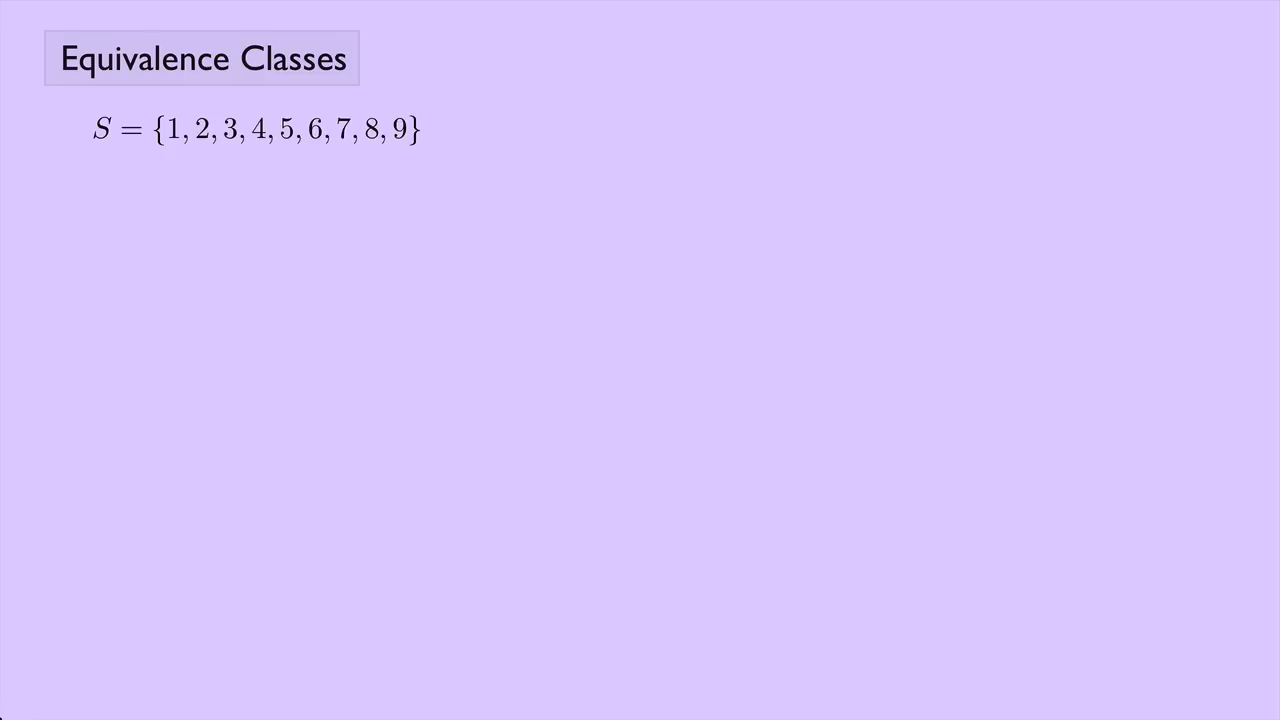 Equivalence Classes
S = {1, 2, 3, 4, 5, 6, 7, 8, 9}